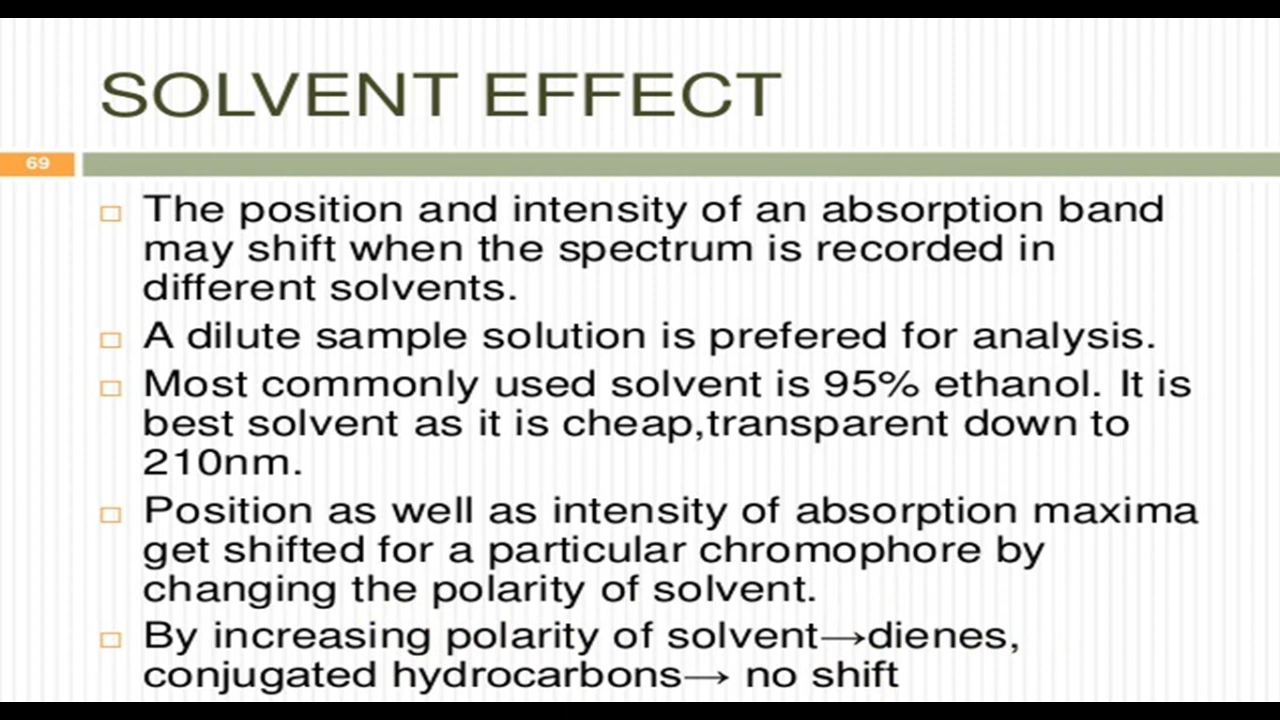 SOLVENT EFFECT
69
The position and intensity of an absorption band
may shift when the spectrum is recorded in
different solvents.
A dilute sample solution is prefered for analysis.
Most commonly used solvent is 95% ethanol. It is
best solvent as it is cheap,transparent down to
210nm.
Position as well as intensity of absorption maxima
get shifted for a particular chromophore by
changing the polarity of solvent.
By increasing polarity of solvent→dienes,
conjugated hydrocarbons→ no shift